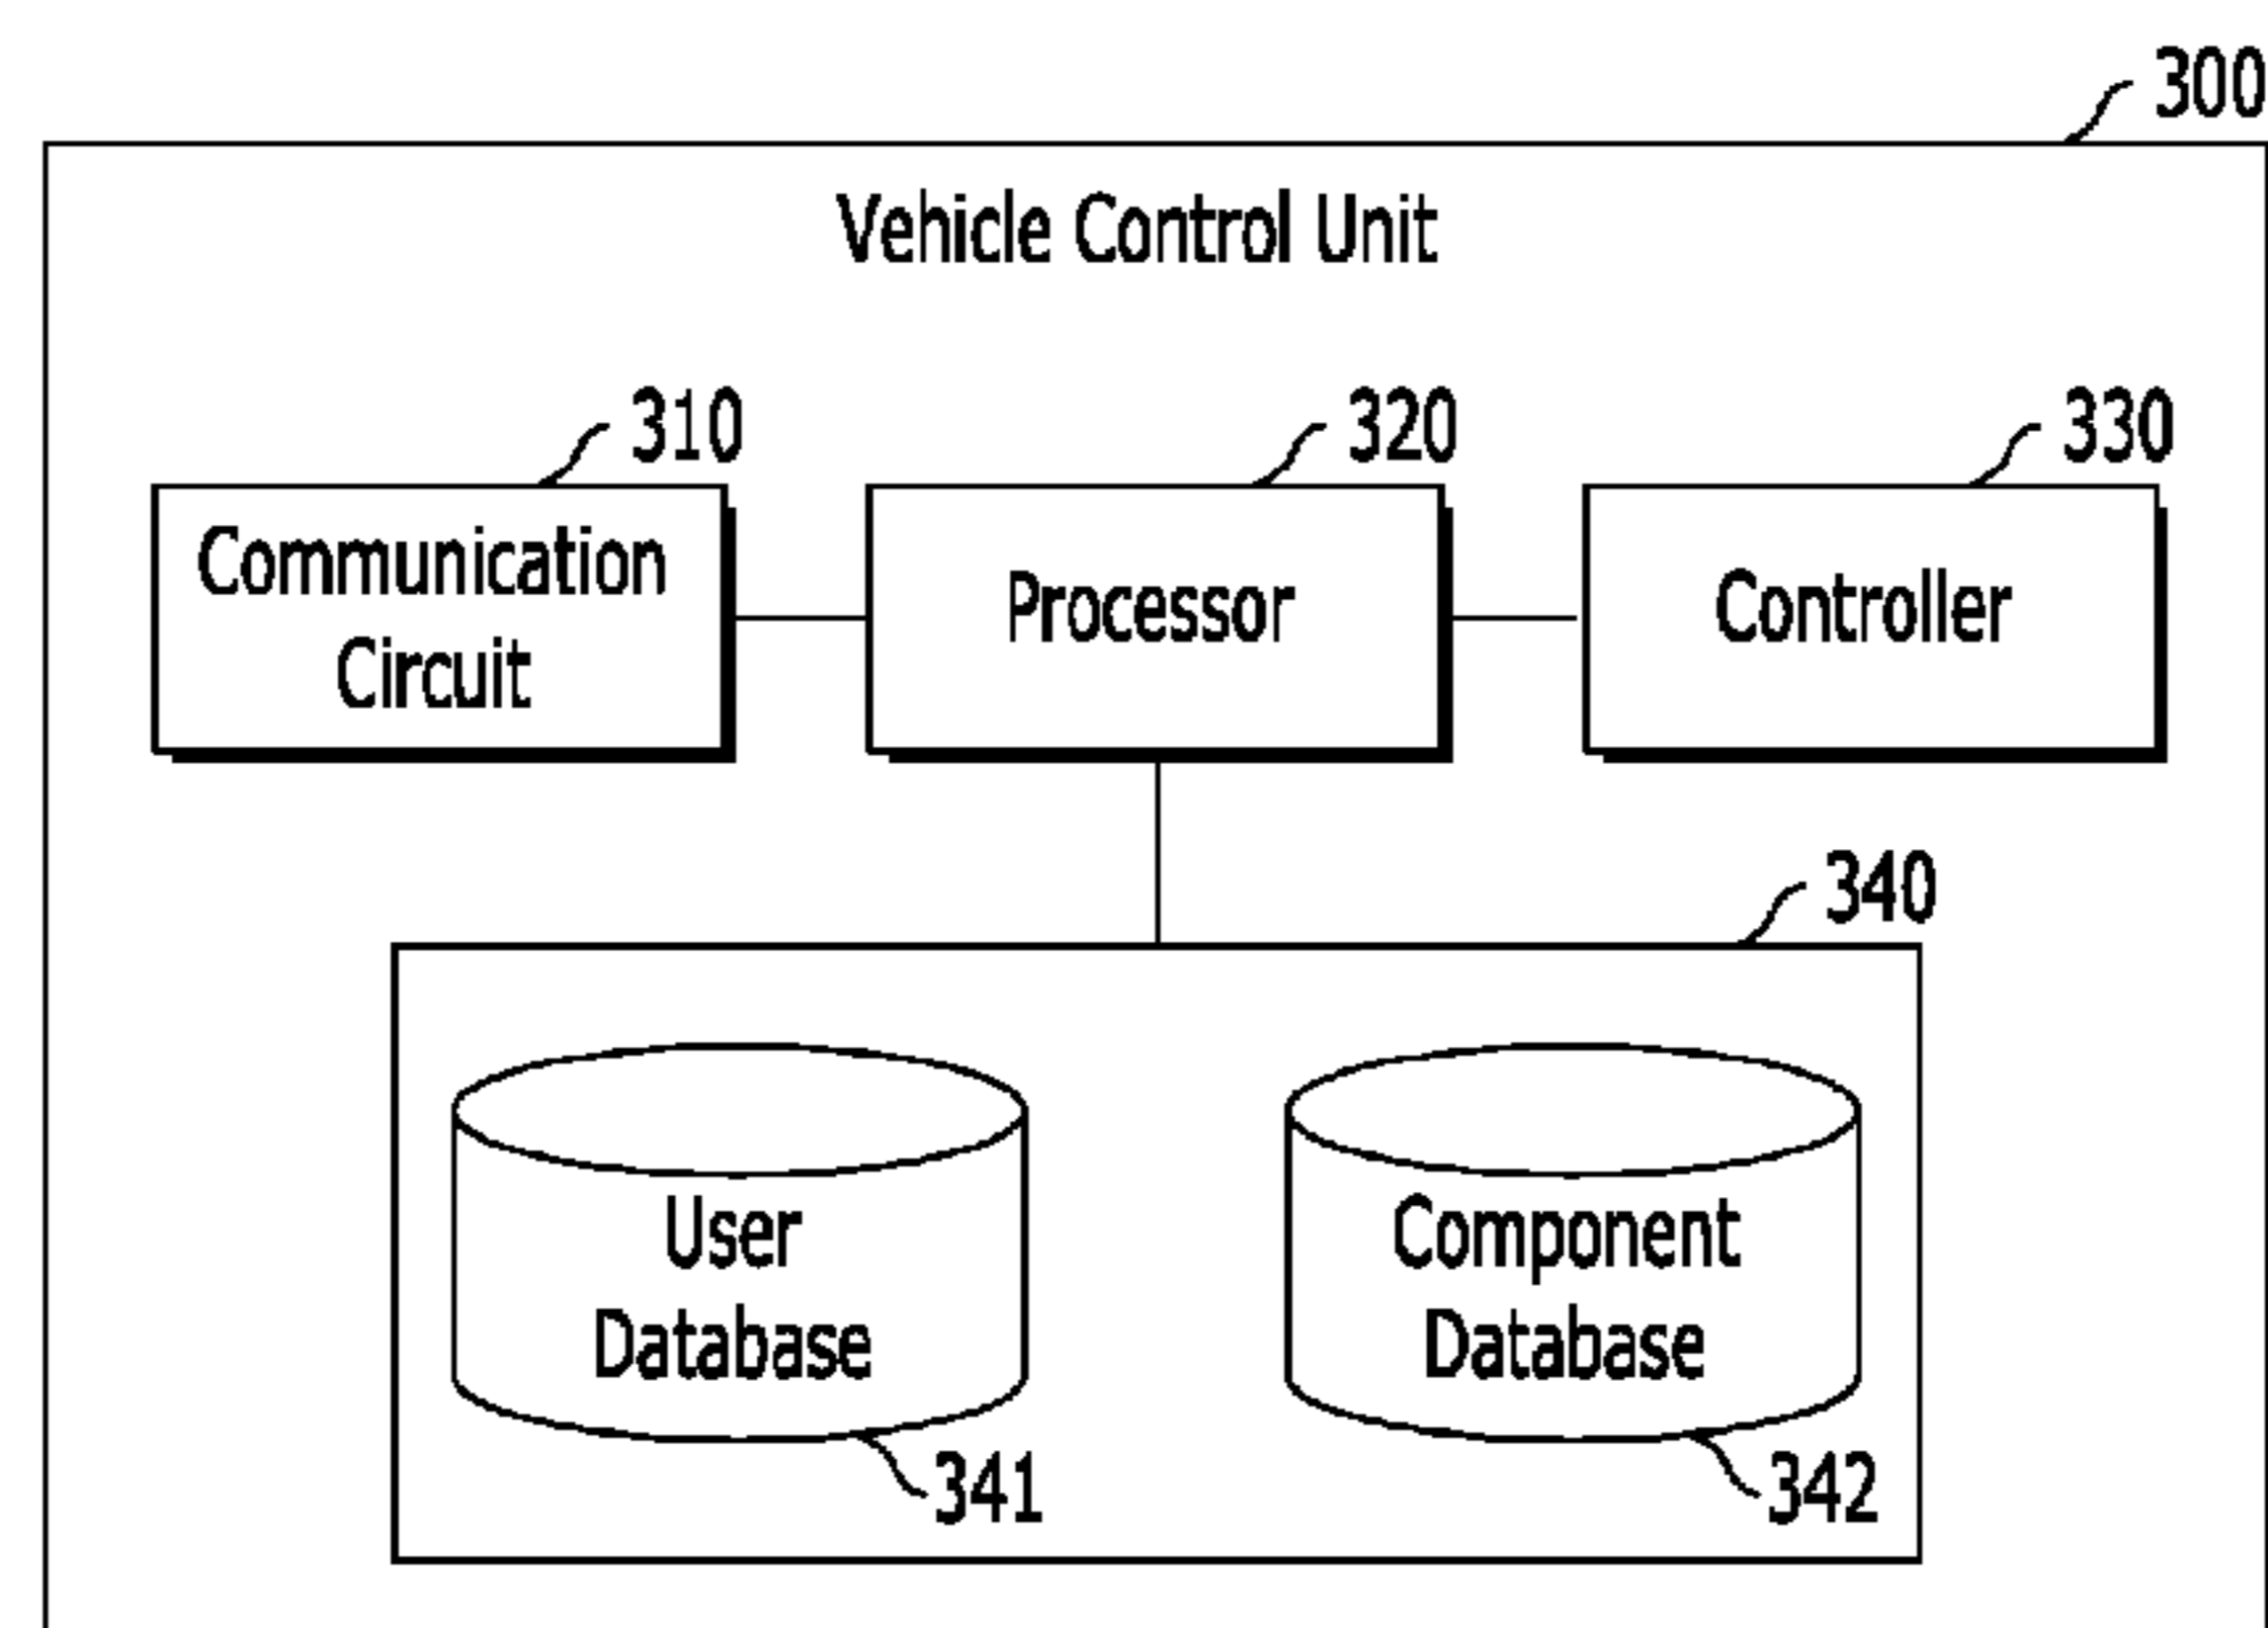 300
Vehicle Control Unit
310
320
330
Communication
Circuit
Processor
Controller
340
User
Database
Component
Database
341
342